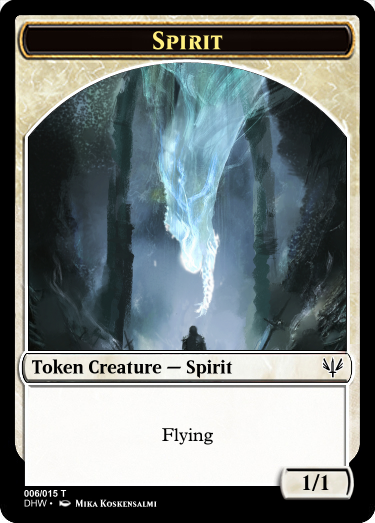 Spirit
Token Creature — Spirit
Flying
1/1
006/015 T
DHW • Mika Koskensalmi